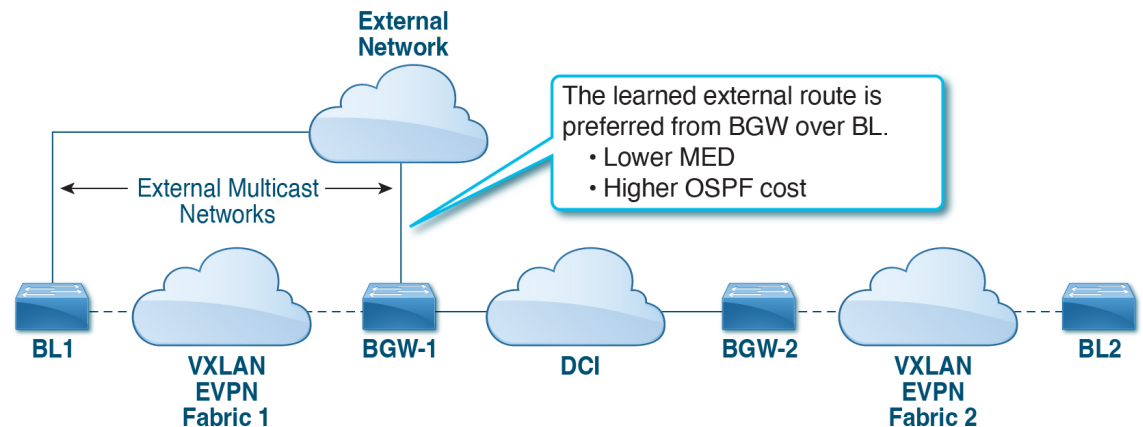 External
Network
The learned external route is
preferred from BGW over BL.
• Lower MED
• Higher OSPF cost
External Multicast
Networks
BL1
VXLAN
EVPN
Fabric 1
BGW-1
DCI
BGW-2
VXLAN
EVPN
Fabric 2
BL2